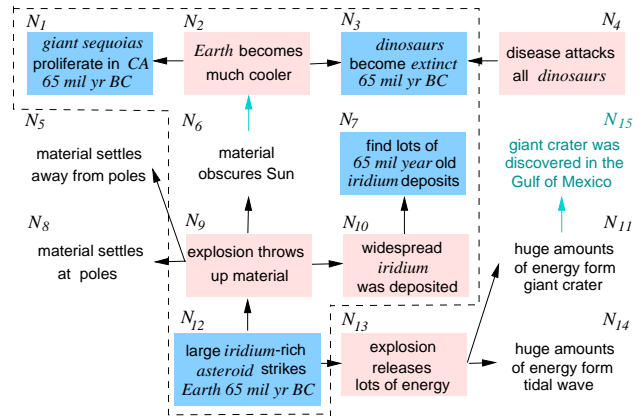 N1
giant sequoias
proliferate in CA
65 mil yr BC
N2
Earth becomes
much cooler
N3
dinosaurs
become extinct
65 mil yr BC
N4
disease attacks
all dinosaurs
N5
material settles
away from poles
N6
material
obscures Sun
N7
find lots of
65 mil year old
iridium deposits
N15
giant crater was
discovered in the
Gulf of Mexico
N8
material settles
at poles
N9
explosion throws
up material
N10
widespread
iridium
was deposited
N11
huge amounts
of energy form
giant crater
N12
large iridium-rich
asteroid strikes
Earth 65 mil yr BC
N13
explosion
releases
lots of energy
N14
huge amounts
of energy form
tidal wave